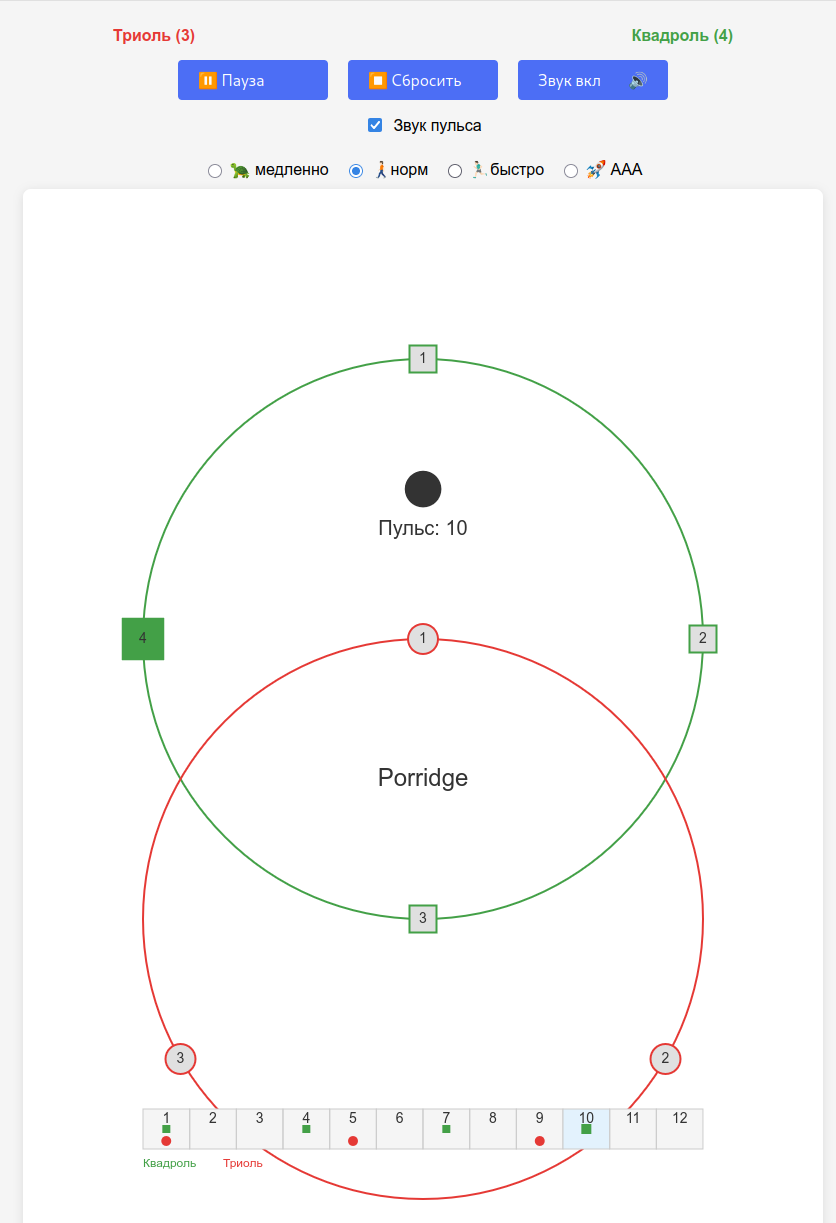 Триоль (3) Квадроль (4)
Пауза Сбросить Звук вкл
Звук пульса
медленно норм быстро ААА
1
Пульс: 10
4 1 2
Porridge
3
3 2
1 2 3 4 5 6 7 8 9 10 11 12
Квадроль Триоль